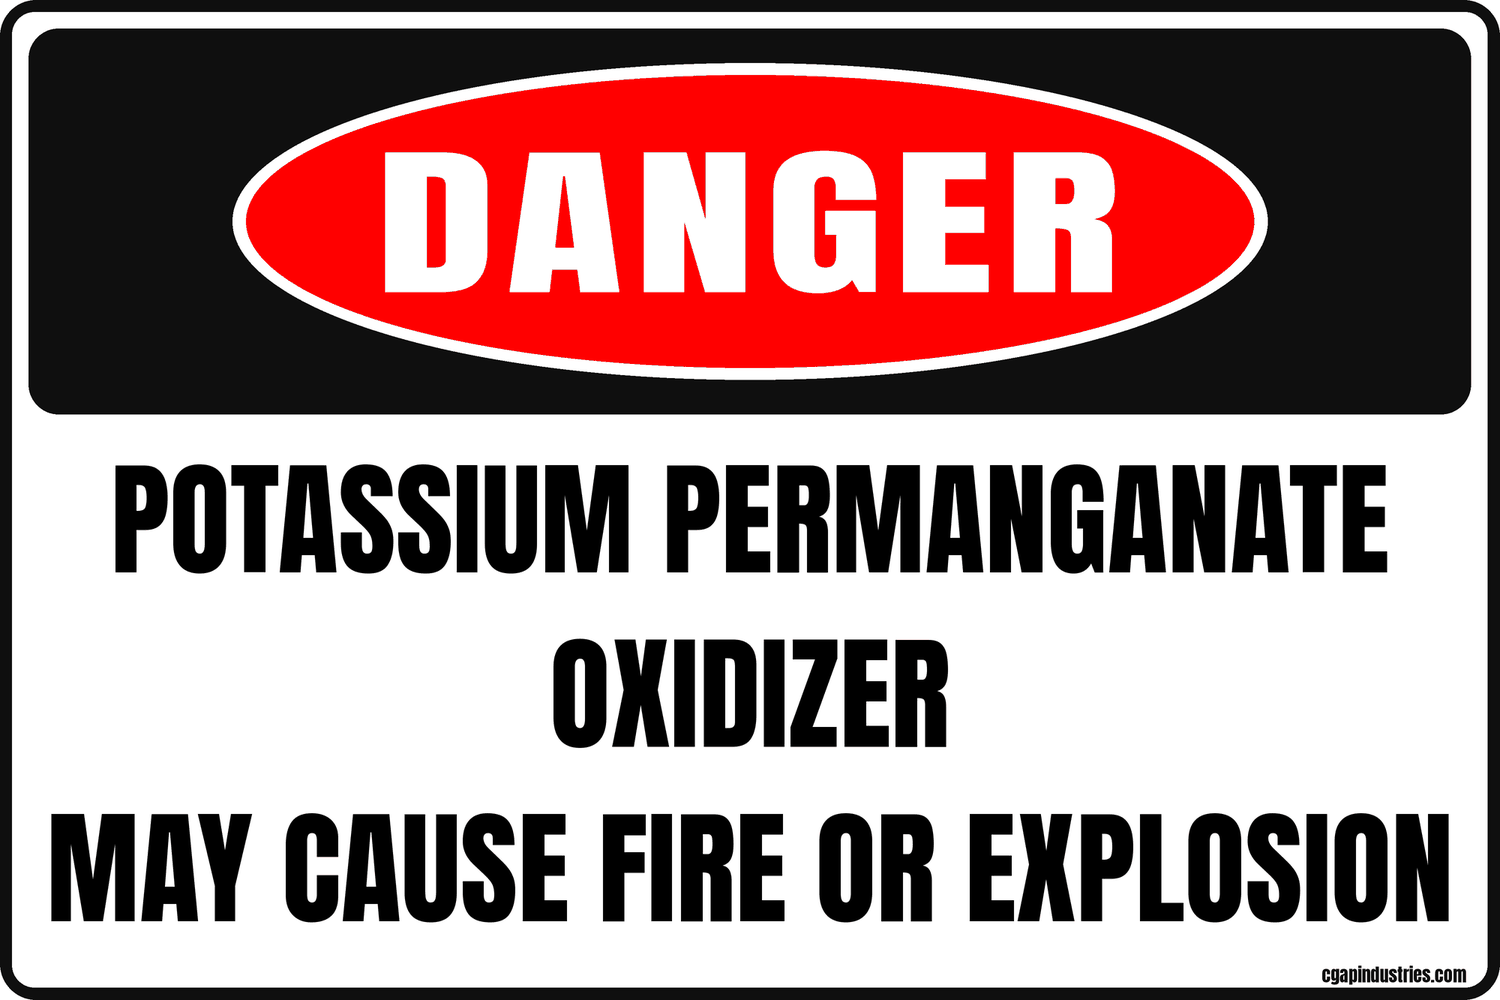 DANGER
POTASSIUM PERMANGANATE
OXIDIZER
MAY CAUSE FIRE OR EXPLOSION
cgapindustries.com